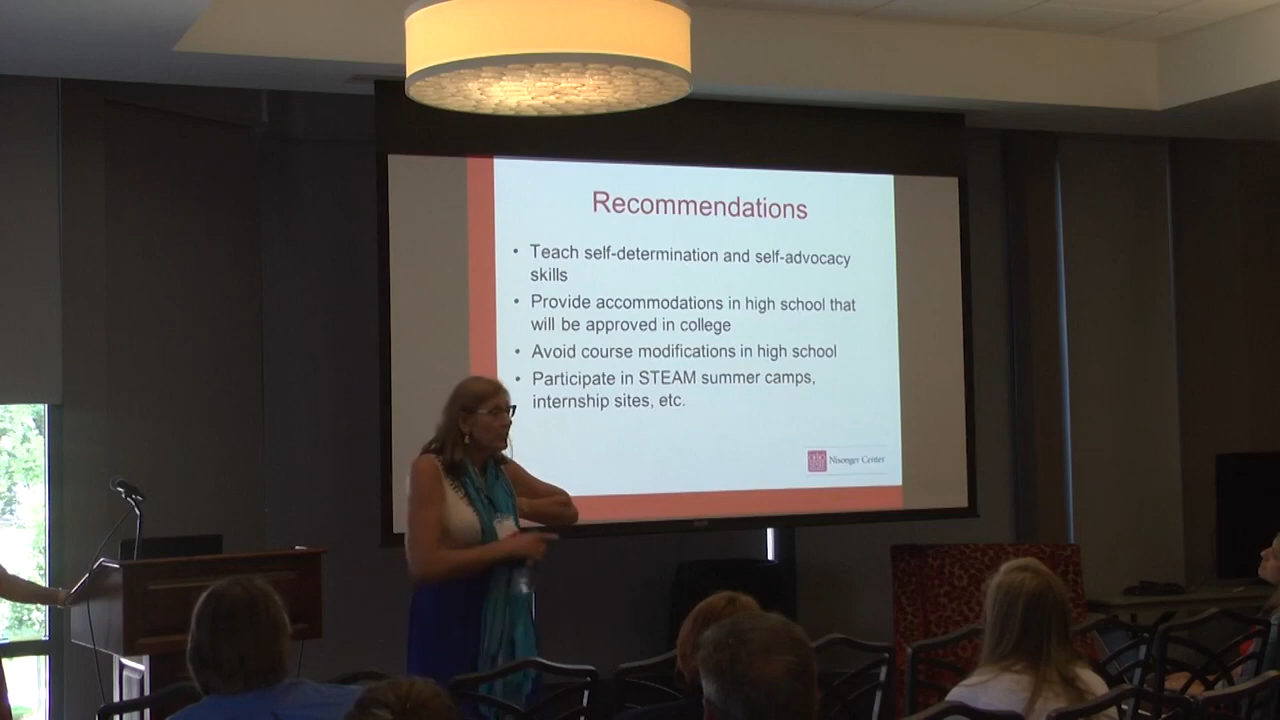 Recommendations
• Teach self-determination and self-advocacy
skills
• Provide accommodations in high school that
will be approved in college
• Avoid course modifications in high school
• Participate in STEAM summer camps,
internship sites, etc.
Nisonger Center